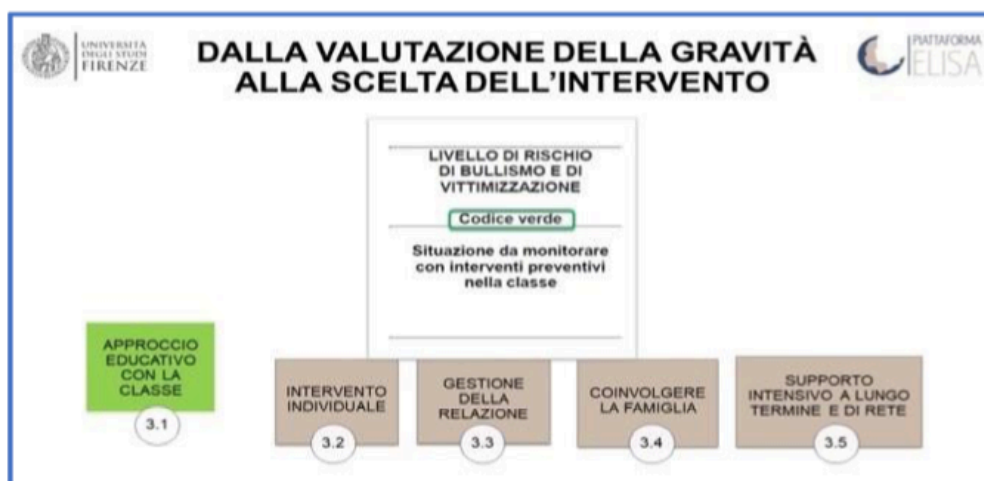 UNIVERSITÀ
DEGLI STUDI
FIRENZE
DALLA VALUTAZIONE DELLA GRAVITÀ
ALLA SCELTA DELL'INTERVENTO
PIATTAFORMA
ELISA
LIVELLO DI RISCHIO
DI BULLISMO E DI
VITTIMIZZAZIONE
Codice verde
Situazione da monitorare
con interventi preventivi
nella classe
APPROCCIO
EDUCATIVO
CON LA
CLASSE
3.1
INTERVENTO
INDIVIDUALE
3.2
GESTIONE
DELLA
RELAZIONE
3.3
COINVOLGERE
LA FAMIGLIA
3.4
SUPPORTO
INTENSIVO A LUNGO
TERMINE E DI RETE
3.5